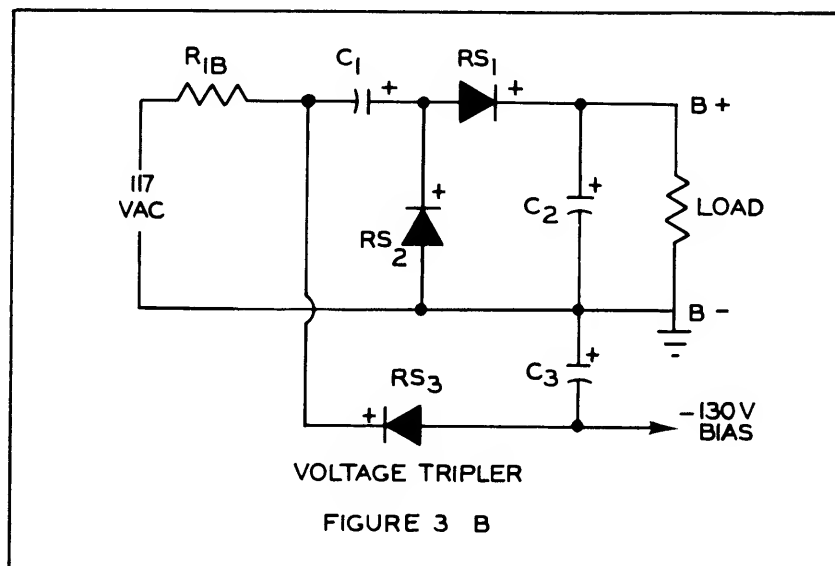 R1B
C1
+
RS1
+
B+
117
VAC
+
RS2
C2
+
LOAD
B-
RS3
+
C3
+
-130V
BIAS
VOLTAGE TRIPLER
FIGURE 3 B